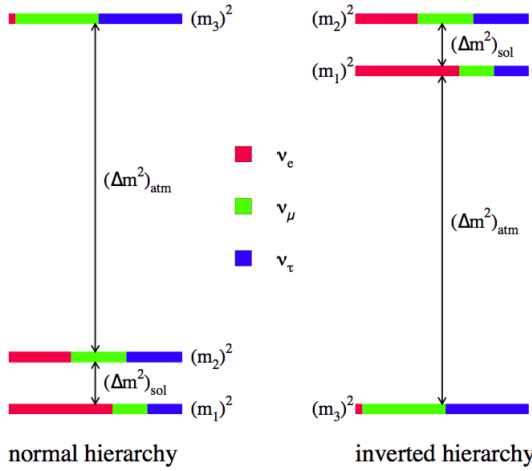 (m₃)²
(Δm²)atm
(m₂)²
(Δm²)sol
(m₁)²
normal hierarchy
νe
νμ
ντ
(m₂)²
(Δm²)sol
(m₁)²
(Δm²)atm
(m₃)²
inverted hierarchy